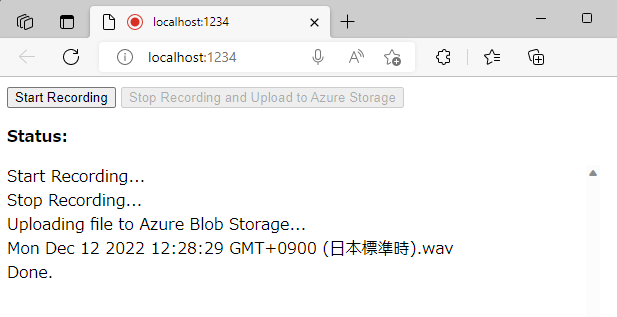 localhost:1234
localhost:1234
Start Recording
Stop Recording and Upload to Azure Storage
Status:
Start Recording...
Stop Recording...
Uploading file to Azure Blob Storage...
Mon Dec 12 2022 12:28:29 GMT+0900 (日本標準時).wav
Done.